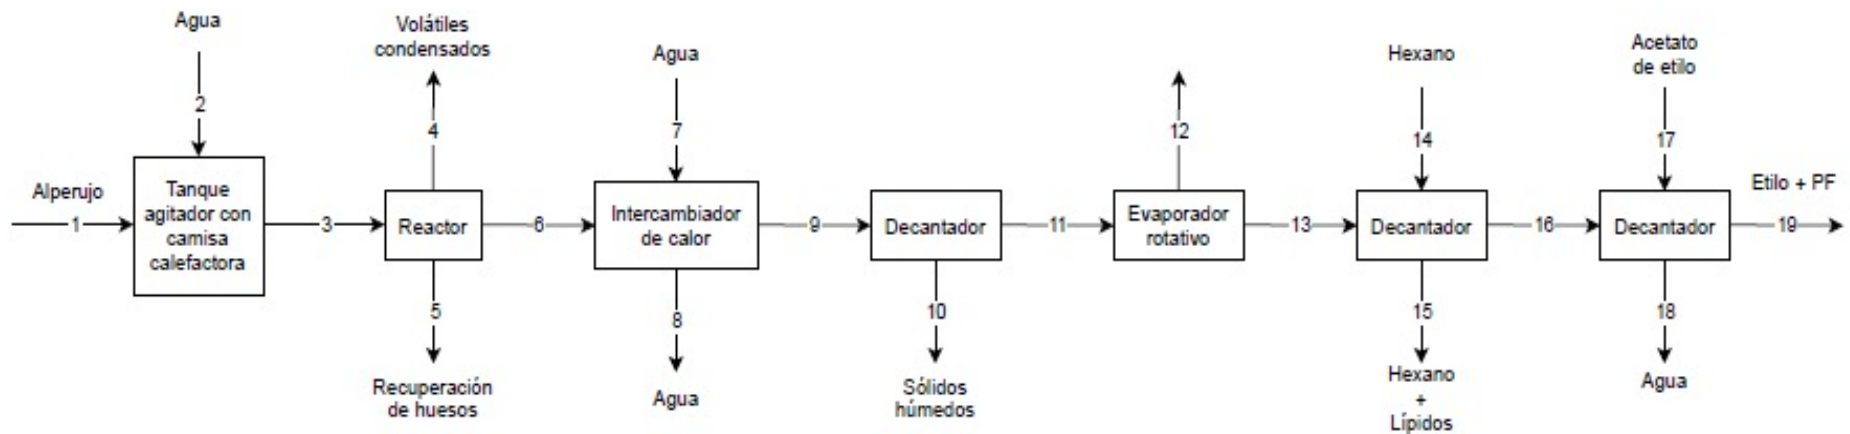 Agua
2
Alperujo
1
Tanque
agitador con
camisa
calefactora
3
Volátiles
condensados
4
Reactor
5
Recuperación
de huesos
6
Agua
7
Intercambiador
de calor
8
Agua
9
Decantador
10
Sólidos
húmedos
11
12
Evaporador
rotativo
13
Hexano
14
Decantador
15
Hexano
+
Lípidos
16
Acetato
de etilo
17
Decantador
18
Agua
Etilo + PF
19